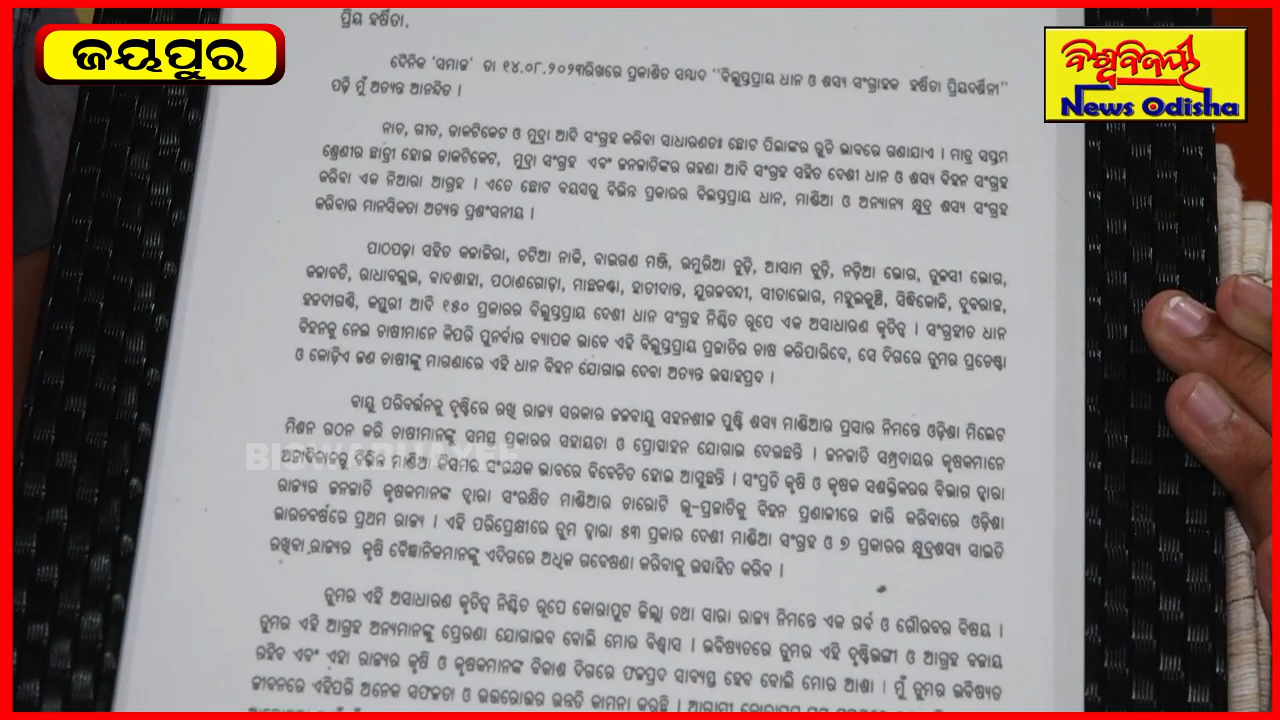 ଜୟପୁର
ବିଶ୍ୱବିଜୟୀ
News Odisha
ପ୍ରିୟ ହର୍ଷିତା,
ଦୈନିକ 'ସମାଜ' ତା ୧୪.୦୮.୨୦୨୩ରିଖରେ ପ୍ରକାଶିତ ସମ୍ବାଦ "ବିଲୁପ୍ତପ୍ରାୟ ଧାନ ଓ ଶସ୍ୟ ସଂଗ୍ରାହକ ହର୍ଷିତା ପ୍ରିୟଦର୍ଶିନୀ"
ପଢ଼ି ମୁଁ ଅତ୍ୟନ୍ତ ଆନନ୍ଦିତ ।
ନାଚ, ଗୀତ, ଡାକଟିକେଟ ଓ ମୁଦ୍ରା ଆଦି ସଂଗ୍ରହ କରିବା ସାଧାରଣତଃ ଛୋଟ ପିଲାଙ୍କର ରୁଚି ଭାବରେ ଗଣାଯାଏ । ମାତ୍ର ସପ୍ତମ
ଶ୍ରେଣୀର ଛାତ୍ରୀ ହୋଇ ଡାକଟିକେଟ, ମୁଦ୍ରା ସଂଗ୍ରହ ଏବଂ ଜନଜାତିଙ୍କର ଗହଣା ଆଦି ସଂଗ୍ରହ ସହିତ ଦେଶୀ ଧାନ ଓ ଶସ୍ୟ ବିହନ ସଂଗ୍ରହ
କରିବା ଏକ ନିଆରା ଆଗ୍ରହ । ଏତେ ଛୋଟ ବୟସରୁ ବିଭିନ୍ନ ପ୍ରକାରର ବିଲୁପ୍ତପ୍ରାୟ ଧାନ, ମାଣ୍ଡିଆ ଓ ଅନ୍ୟାନ୍ୟ କ୍ଷୁଦ୍ର ଶସ୍ୟ ସଂଗ୍ରହ
କରିବାର ମାନସିକତା ଅତ୍ୟନ୍ତ ପ୍ରଶଂସନୀୟ ।
ପାଠପଢ଼ା ସହିତ କଳାଜିରା, ଚଟିଆ ନାକି, ବାଇଗଣ ମଞ୍ଜି, ଉମୁରିଆ ଚୁଡ଼ି, ଆସାମ ଚୁଡ଼ି, ନଡ଼ିଆ ଭୋଗ, ତୁଳସୀ ଭୋଗ,
କଳାବତି, ରାଧାବଲ୍ଲଭ, ବାଦଶାହା, ପଠାଣଗୋଡ଼ା, ମାଛକଣ୍ଟା, ହାତୀଦାନ୍ତ, ଯୁଗଳବନ୍ଦୀ, ସୀତାଭୋଗ, ମହୁଲକୁଞ୍ଚି, ସିଦ୍ଧିକୋଳି, ଦୁବରାଜ,
ହଳଦୀଗଣ୍ଠି, କସ୍ତୁରୀ ଆଦି ୧୫୦ ପ୍ରକାରର ବିଲୁପ୍ତପ୍ରାୟ ଦେଶୀ ଧାନ ସଂଗ୍ରହ ନିଶ୍ଚିତ ରୂପେ ଏକ ଅସାଧାରଣ କୃତିତ୍ୱ । ସଂଗ୍ରହୀତ ଧାନ
ବିହନକୁ ନେଇ ଚାଷୀମାନେ କିପରି ପୁନର୍ବାର ବ୍ୟାପକ ଭାବେ ଏହି ବିଲୁପ୍ତପ୍ରାୟ ପ୍ରଜାତିର ଚାଷ କରିପାରିବେ, ସେ ଦିଗରେ ତୁମର ପ୍ରଚେଷ୍ଟା
ଓ କୋଡ଼ିଏ ଜଣ ଚାଷୀଙ୍କୁ ମାଗଣାରେ ଏହି ଧାନ ବିହନ ଯୋଗାଇ ଦେବା ଅତ୍ୟନ୍ତ ଉତ୍ସାହପ୍ରଦ ।
ବାୟୁ ପରିବର୍ତ୍ତନକୁ ଦୃଷ୍ଟିରେ ରଖି ରାଜ୍ୟ ସରକାର ଜଳବାୟୁ ସହନଶୀଳ ପୁଷ୍ଟି ଶସ୍ୟ ମାଣ୍ଡିଆର ପ୍ରସାର ନିମନ୍ତେ ଓଡ଼ିଶା ମିଲେଟ
ମିଶନ ଗଠନ କରି ଚାଷୀମାନଙ୍କୁ ସମସ୍ତ ପ୍ରକାରର ସହାୟତା ଓ ପ୍ରୋତ୍ସାହନ ଯୋଗାଇ ଦେଉଛନ୍ତି । ଜନଜାତି ସମ୍ପ୍ରଦାୟର କୃଷକମାନେ
ଅନାଦିକାଳରୁ ଦେଶୀ ମାଣ୍ଡିଆ କିସମର ସଂରକ୍ଷକ ଭାବରେ ବିବେଚିତ ହୋଇ ଆସୁଛନ୍ତି । ସଂପ୍ରତି କୃଷି ଓ କୃଷକ ସଶକ୍ତିକରଣ ବିଭାଗ ଦ୍ୱାରା
ରାଜ୍ୟର ଜନଜାତି କୃଷକମାନଙ୍କ ଦ୍ୱାରା ସଂରକ୍ଷିତ ମାଣ୍ଡିଆର ଚାରୋଟି ଭୂ-ପ୍ରଜାତିକୁ ବିହନ ପ୍ରଣାଳୀରେ ଜାରି କରିବାରେ ଓଡ଼ିଶା
ଭାରତବର୍ଷରେ ପ୍ରଥମ ରାଜ୍ୟ । ଏହି ପରିପ୍ରେକ୍ଷୀରେ ତୁମ ଦ୍ୱାରା ୫୩ ପ୍ରକାର ଦେଶୀ ମାଣ୍ଡିଆ ସଂଗ୍ରହ ଓ ୭ ପ୍ରକାରର କ୍ଷୁଦ୍ରଶସ୍ୟ ସାଇତି
ରଖିବା ରାଜ୍ୟର କୃଷି ବୈଜ୍ଞାନିକମାନଙ୍କୁ ଏଦିଗରେ ଅଧିକ ଗବେଷଣା କରିବାକୁ ଉତ୍ସାହିତ କରିବ ।
ତୁମର ଏହି ଅସାଧାରଣ କୃତିତ୍ୱ ନିଶ୍ଚିତ ରୂପେ କୋରାପୁଟ ଜିଲ୍ଲା ତଥା ସାରା ରାଜ୍ୟ ନିମନ୍ତେ ଏକ ଗର୍ବ ଓ ଗୌରବର ବିଷୟ ।
ତୁମର ଏହି ଆଗ୍ରହ ଅନ୍ୟମାନଙ୍କୁ ପ୍ରେରଣା ଯୋଗାଇବ ବୋଲି ମୋର ବିଶ୍ୱାସ । ଭବିଷ୍ୟତରେ ତୁମର ଏହି ଦୃଷ୍ଟିଭଙ୍ଗୀ ଓ ଆଗ୍ରହ ବଜାୟ
ରହିବ ଏବଂ ଏହା ରାଜ୍ୟର କୃଷି ଓ କୃଷକମାନଙ୍କ ବିକାଶ ଦିଗରେ ଫଳପ୍ରଦ ସାବ୍ୟସ୍ତ ହେବ ବୋଲି ମୋର ଆଶା । ମୁଁ ତୁମର ଭବିଷ୍ୟତ
ଜୀବନରେ ଏହିପରି ଅନେକ ସଫଳତା ଓ ଉତ୍ତରୋତ୍ତର ଉନ୍ନତି କାମନା କରୁଛି ।